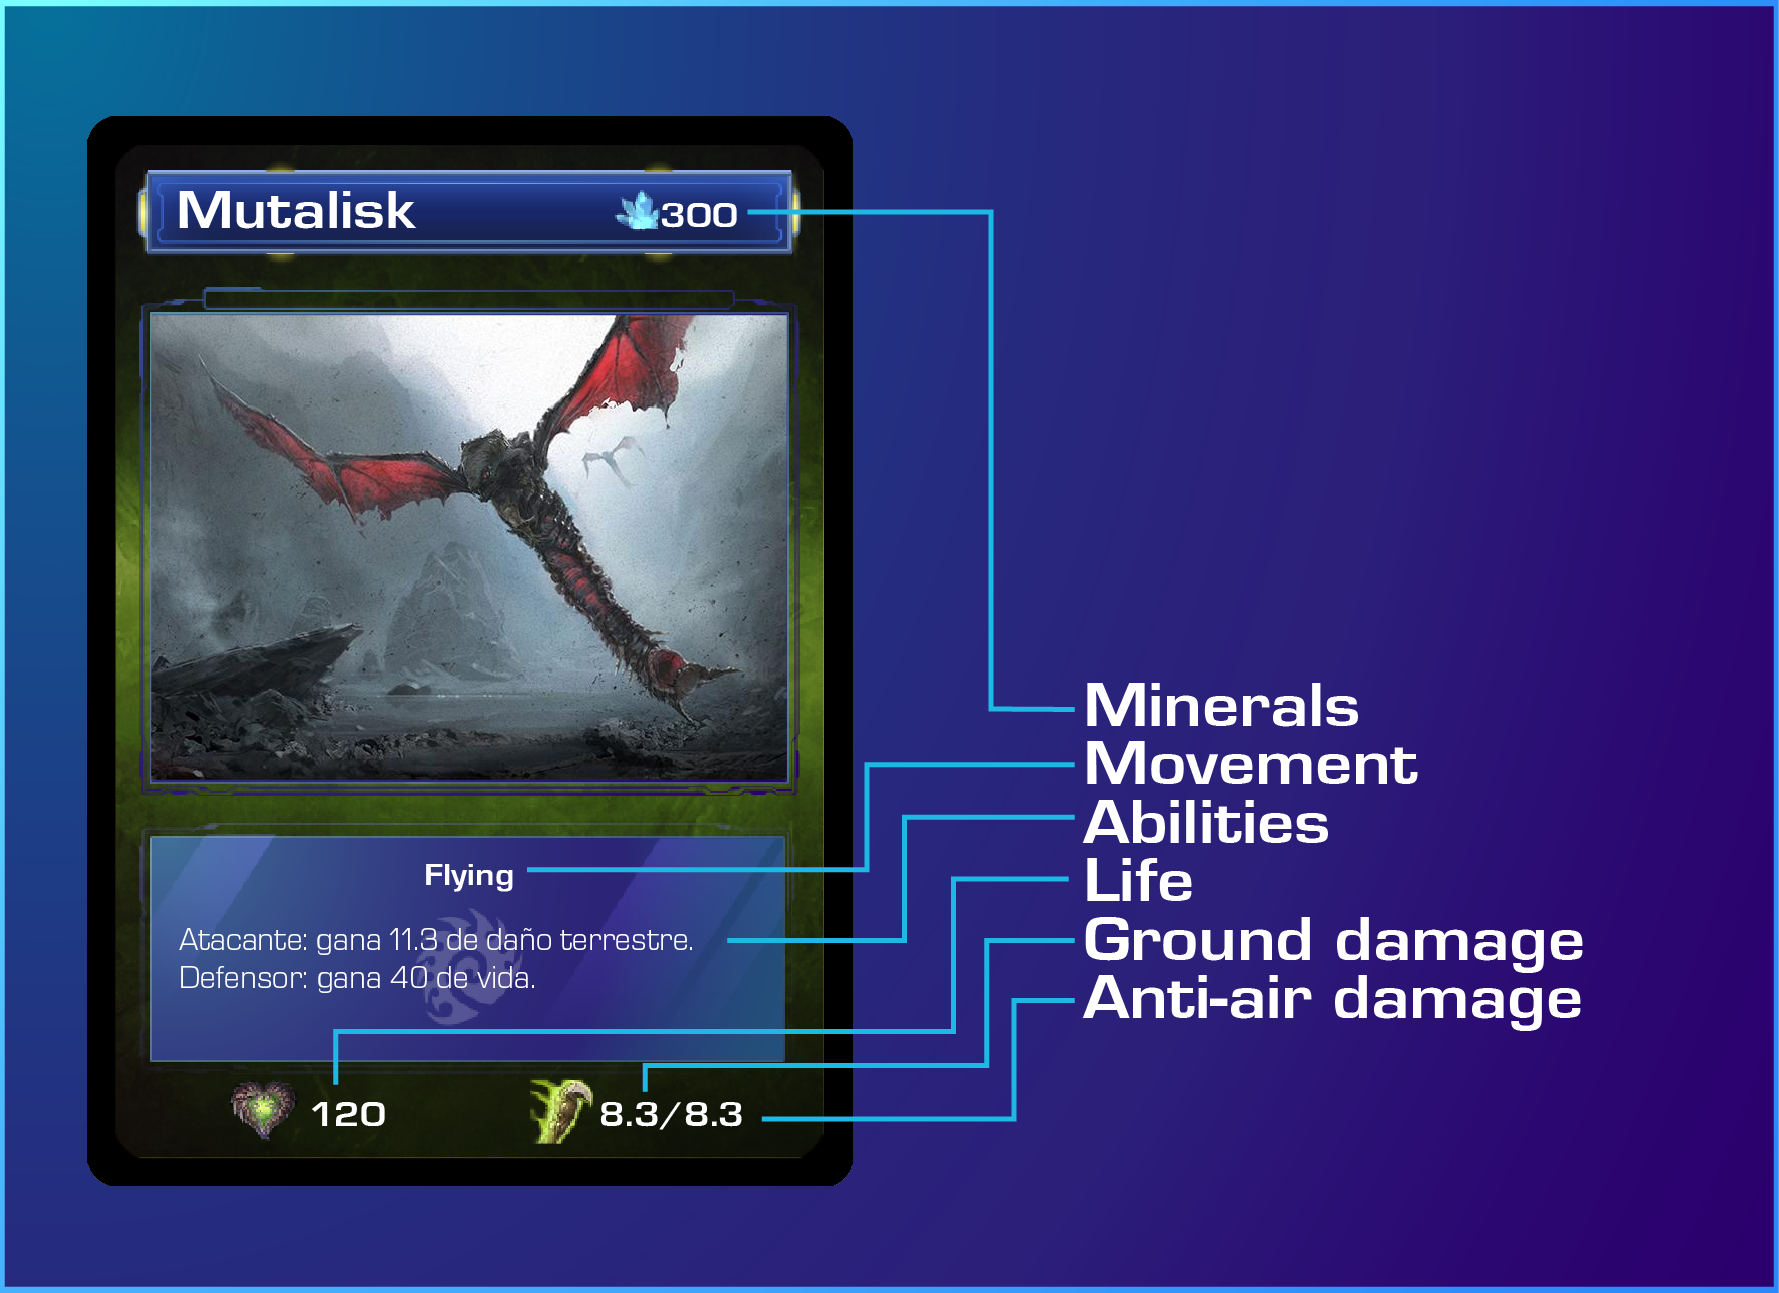 Mutalisk 300
Minerals
Movement
Abilities
Life
Ground damage
Anti-air damage
Flying
Atacante: gana 11.3 de daño terrestre.
Defensor: gana 40 de vida.
120 8.3/8.3